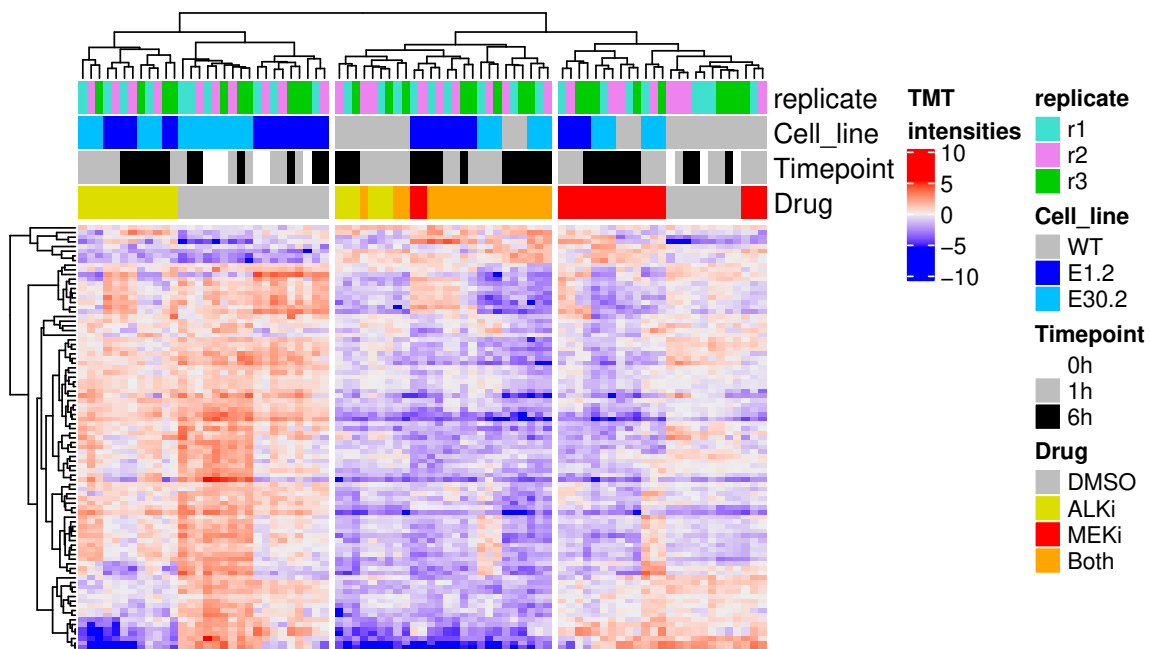 replicate
Cell_line
Timepoint
Drug
TMT
intensities
10
5
0
−5
−10
replicate
r1
r2
r3
Cell_line
WT
E1.2
E30.2
Timepoint
0h
1h
6h
Drug
DMSO
ALKi
MEKi
Both